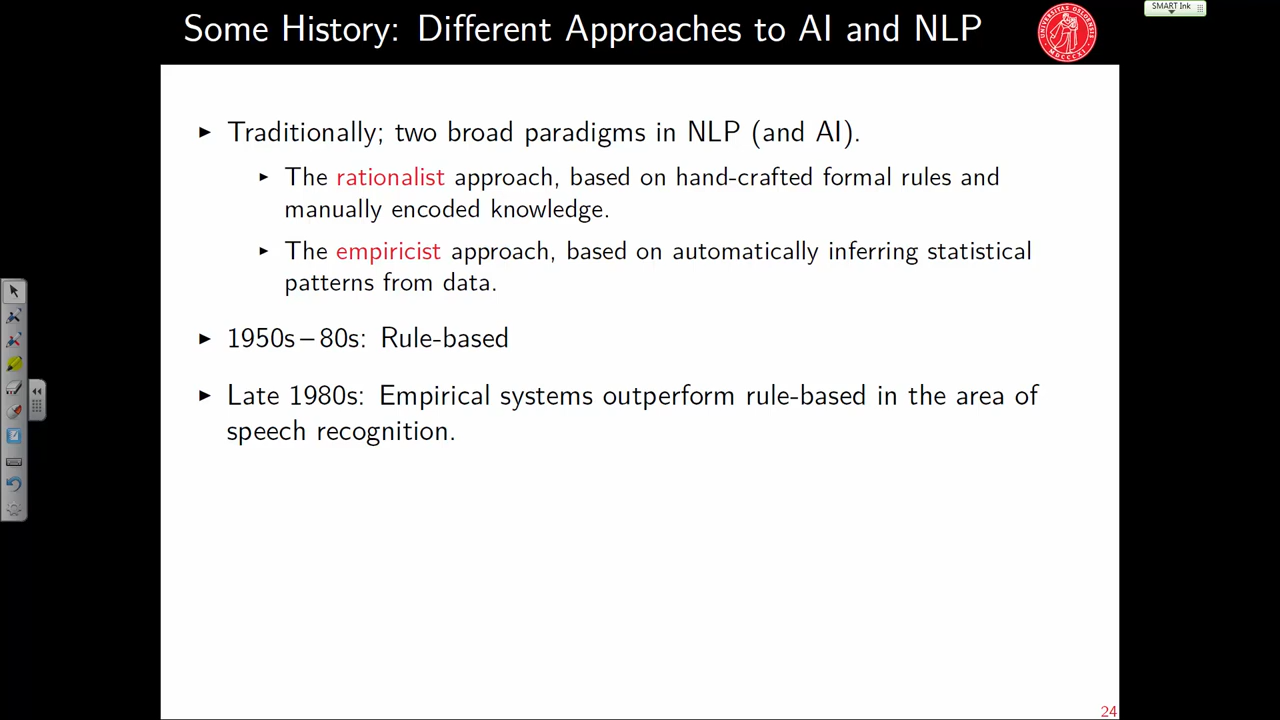 Some History: Different Approaches to AI and NLP
UNIVERSITAS OSLOENSIS
MDCCCXI
SMART Ink
▶ Traditionally; two broad paradigms in NLP (and AI).
▶ The rationalist approach, based on hand-crafted formal rules and
manually encoded knowledge.
▶ The empiricist approach, based on automatically inferring statistical
patterns from data.
▶ 1950s – 80s: Rule-based
▶ Late 1980s: Empirical systems outperform rule-based in the area of
speech recognition.
24